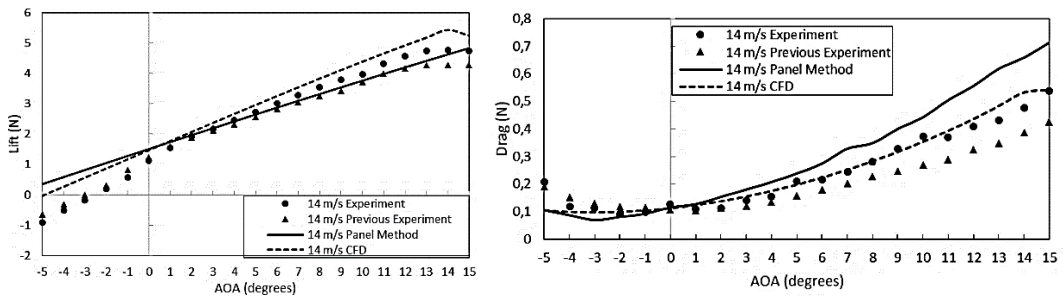 6
5
4
3
2
1
0
-1
-2
Lift (N)
-5 -4 -3 -2 -1 0 1 2 3 4 5 6 7 8 9 10 11 12 13 14 15
AOA (degrees)
14 m/s Experiment
14 m/s Previous Experiment
14 m/s Panel Method
14 m/s CFD
0,8
0,7
0,6
0,5
0,4
0,3
0,2
0,1
0
Drag (N)
14 m/s Experiment
14 m/s Previous Experiment
14 m/s Panel Method
14 m/s CFD
-5 -4 -3 -2 -1 0 1 2 3 4 5 6 7 8 9 10 11 12 13 14 15
AOA (degrees)